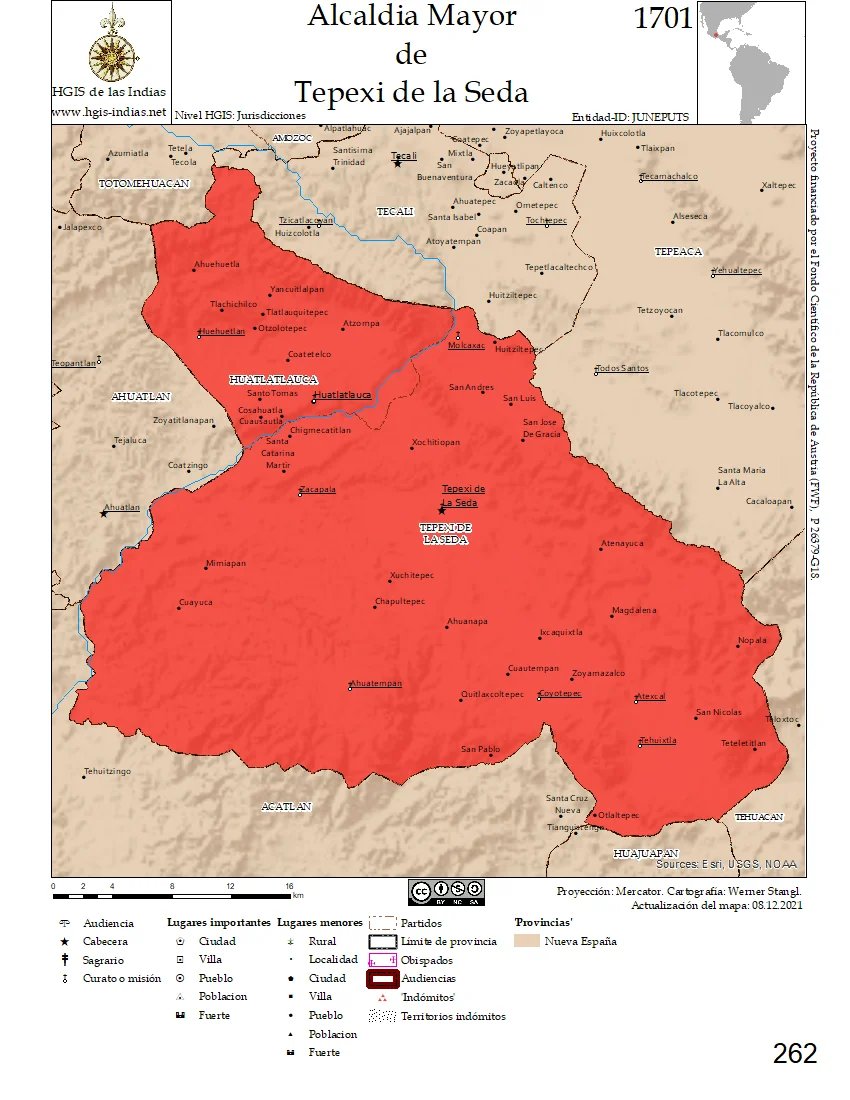 Alcaldia Mayor
de
Tepexi de la Seda
1701
HGIS de las Indias
www.hgis-indias.net
Nivel HGIS: Jurisdicciones
Entidad-ID: JUNEPUTS
Alpatlahuac
Ajajalpan
Zoyapetlayoca
Huixcolotla
AMOZOC
Coatepec
Tetela
Tecola
Azumiatla
Santisima
Trinidad
Tecali
Mixtla
San
Buenaventura
Tlaixpan
Hueyotlipan
Zacaola
Caltenco
Tecamachalco
Xaltepec
TOTOMEHUACAN
Ahuatepec
Ometepec
TECALI
Santa Isabel
Tochtepec
Tzicatlacoyan
Huizcolotla
Coapan
Alseseca
Jalapexco
Atoyatempan
TEPEACA
Ahuehuetla
Tepetlacaltechco
Yehualtepec
Yancuitlalpan
Huitziltepec
Tlachichilco
Tlatlauquitepec
Tetzoyocan
Huehuetlan
Otzolotepec
Atzompa
Tlacomulco
Molcaxac
Huitziltepec
Coatetelco
Teopantlan
Todos Santos
HUATLATLAUCA
AHUATLAN
Santo Tomas
Huatlatlauca
San Andres
San Luis
Tlacotepec
Tlacoyalco
Cosahuatla
Cuausautla
Zoyatitlanapan
Chigmecatitlan
San Jose
De Gracia
Tejaluca
Santa
Catarina
Martir
Xochitiopan
Coatzingo
Santa Maria
La Alta
Zacapala
Tepexi de
La Seda
Cacaloapan
Ahuatlan
TEPEXI DE
LA SEDA
Atenayuca
Mimiapan
Xuchitepec
Cuayuca
Chapultepec
Magdalena
Ahuanapa
Ixcaquixtla
Nopala
Cuautempan
Zoyamazalco
Ahuatempan
Quitlaxcoltepec
Coyotepec
Atexcal
San Nicolas
Teloxtoc
Tehuixtla
Teteletitlan
San Pablo
Tehuitzingo
ACATLAN
Santa Cruz
Nueva
Otlaltepec
TEHUACAN
Tianguistengo
HUAJUAPAN
Sources: Esri, USGS, NOAA
Proyecto financiado por el Fondo Científico de la República de Austria (FWF), P 26379-G18.
0 2 4 8 12 16
km
CC BY NC SA
Proyección: Mercator. Cartografía: Werner Stangl.
Actualización del mapa: 08.12.2021
Audiencia
Cabecera
Sagrario
Curato o misión
Lugares importantes
Ciudad
Villa
Pueblo
Poblacion
Fuerte
Lugares menores
Rural
Localidad
Ciudad
Villa
Pueblo
Poblacion
Fuerte
Partidos
Límite de provincia
Obispados
Audiencias
'Indómitos'
Territorios indómitos
'Provincias'
Nueva España
262